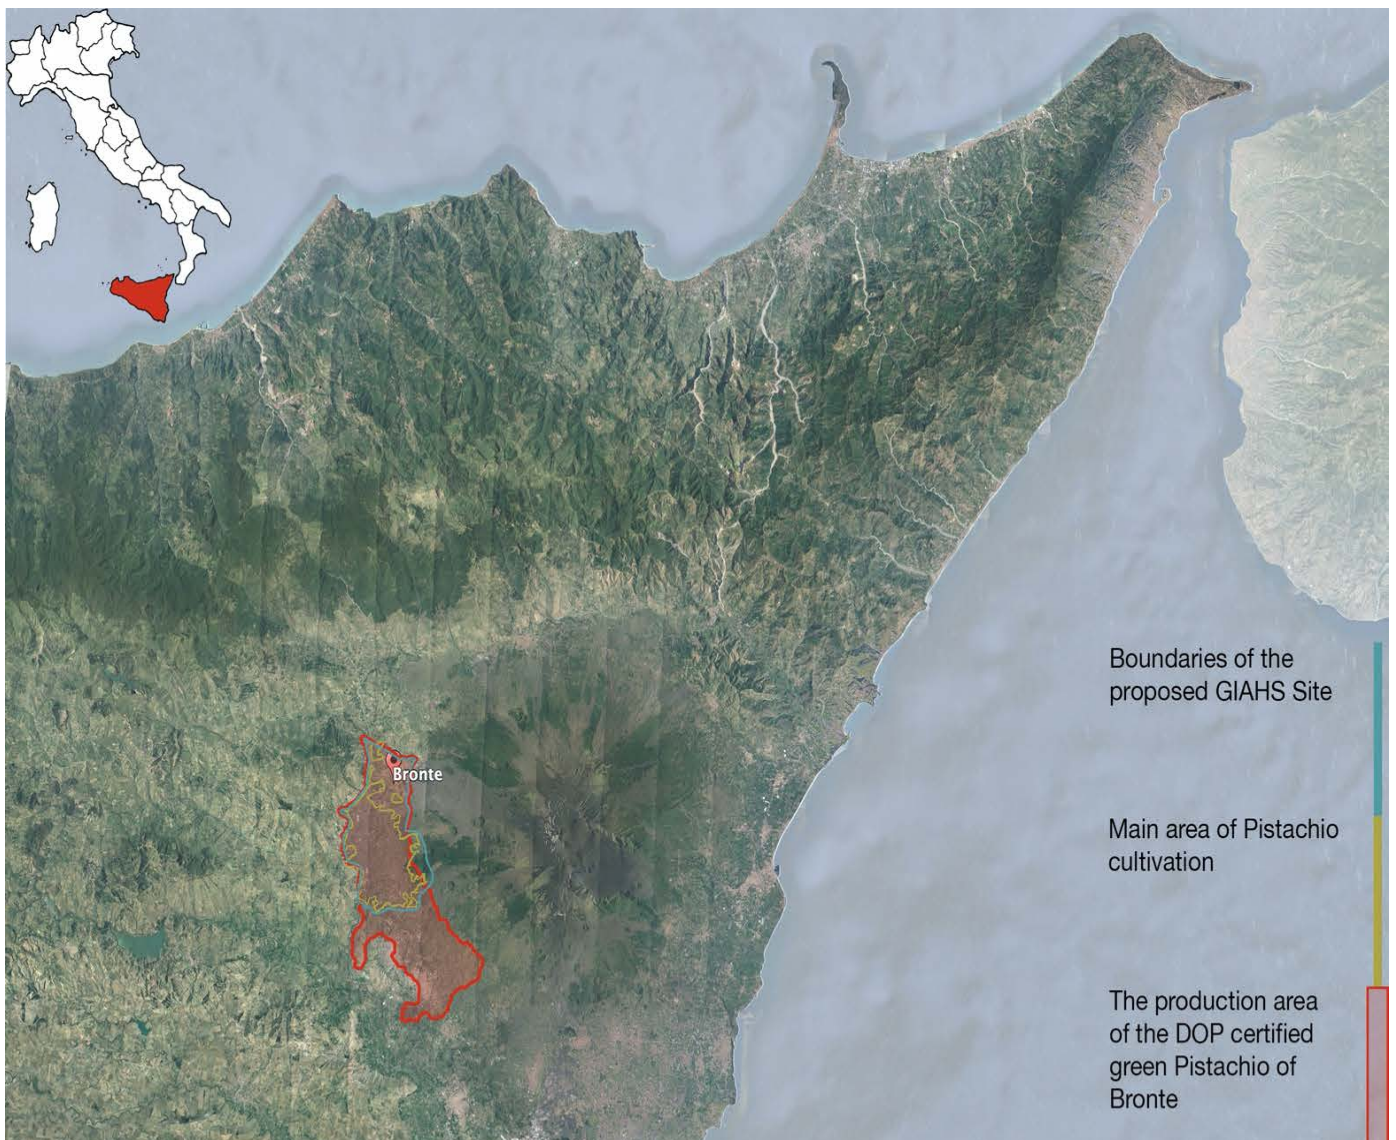 Bronte
Boundaries of the
proposed GIAHS Site
Main area of Pistachio
cultivation
The production area
of the DOP certified
green Pistachio of
Bronte